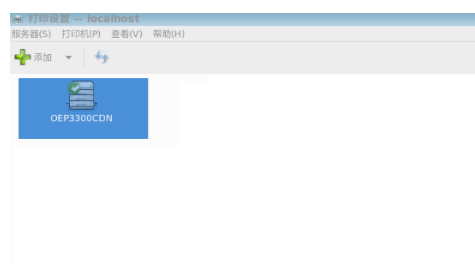 打印设置 -- localhost
服务器(S) 打印机(P) 查看(V) 帮助(H)
添加
OEP3300CDN